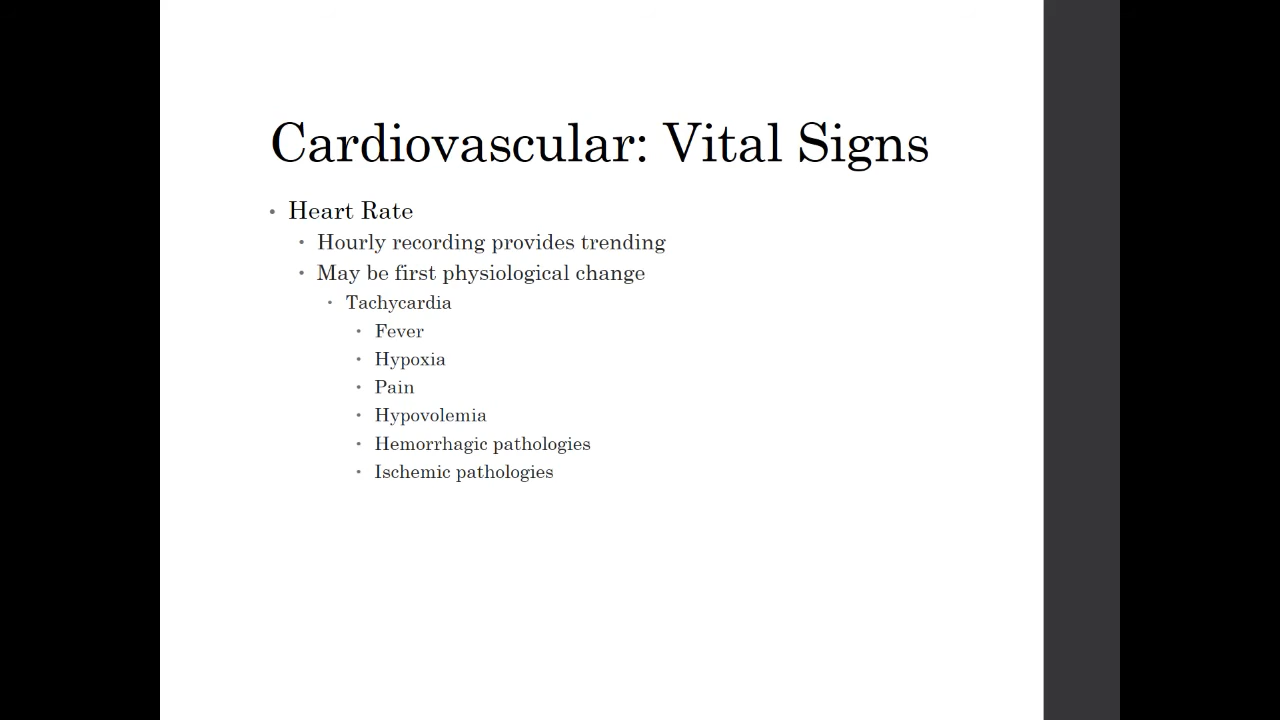 Cardiovascular: Vital Signs
• Heart Rate
• Hourly recording provides trending
• May be first physiological change
• Tachycardia
• Fever
• Hypoxia
• Pain
• Hypovolemia
• Hemorrhagic pathologies
• Ischemic pathologies